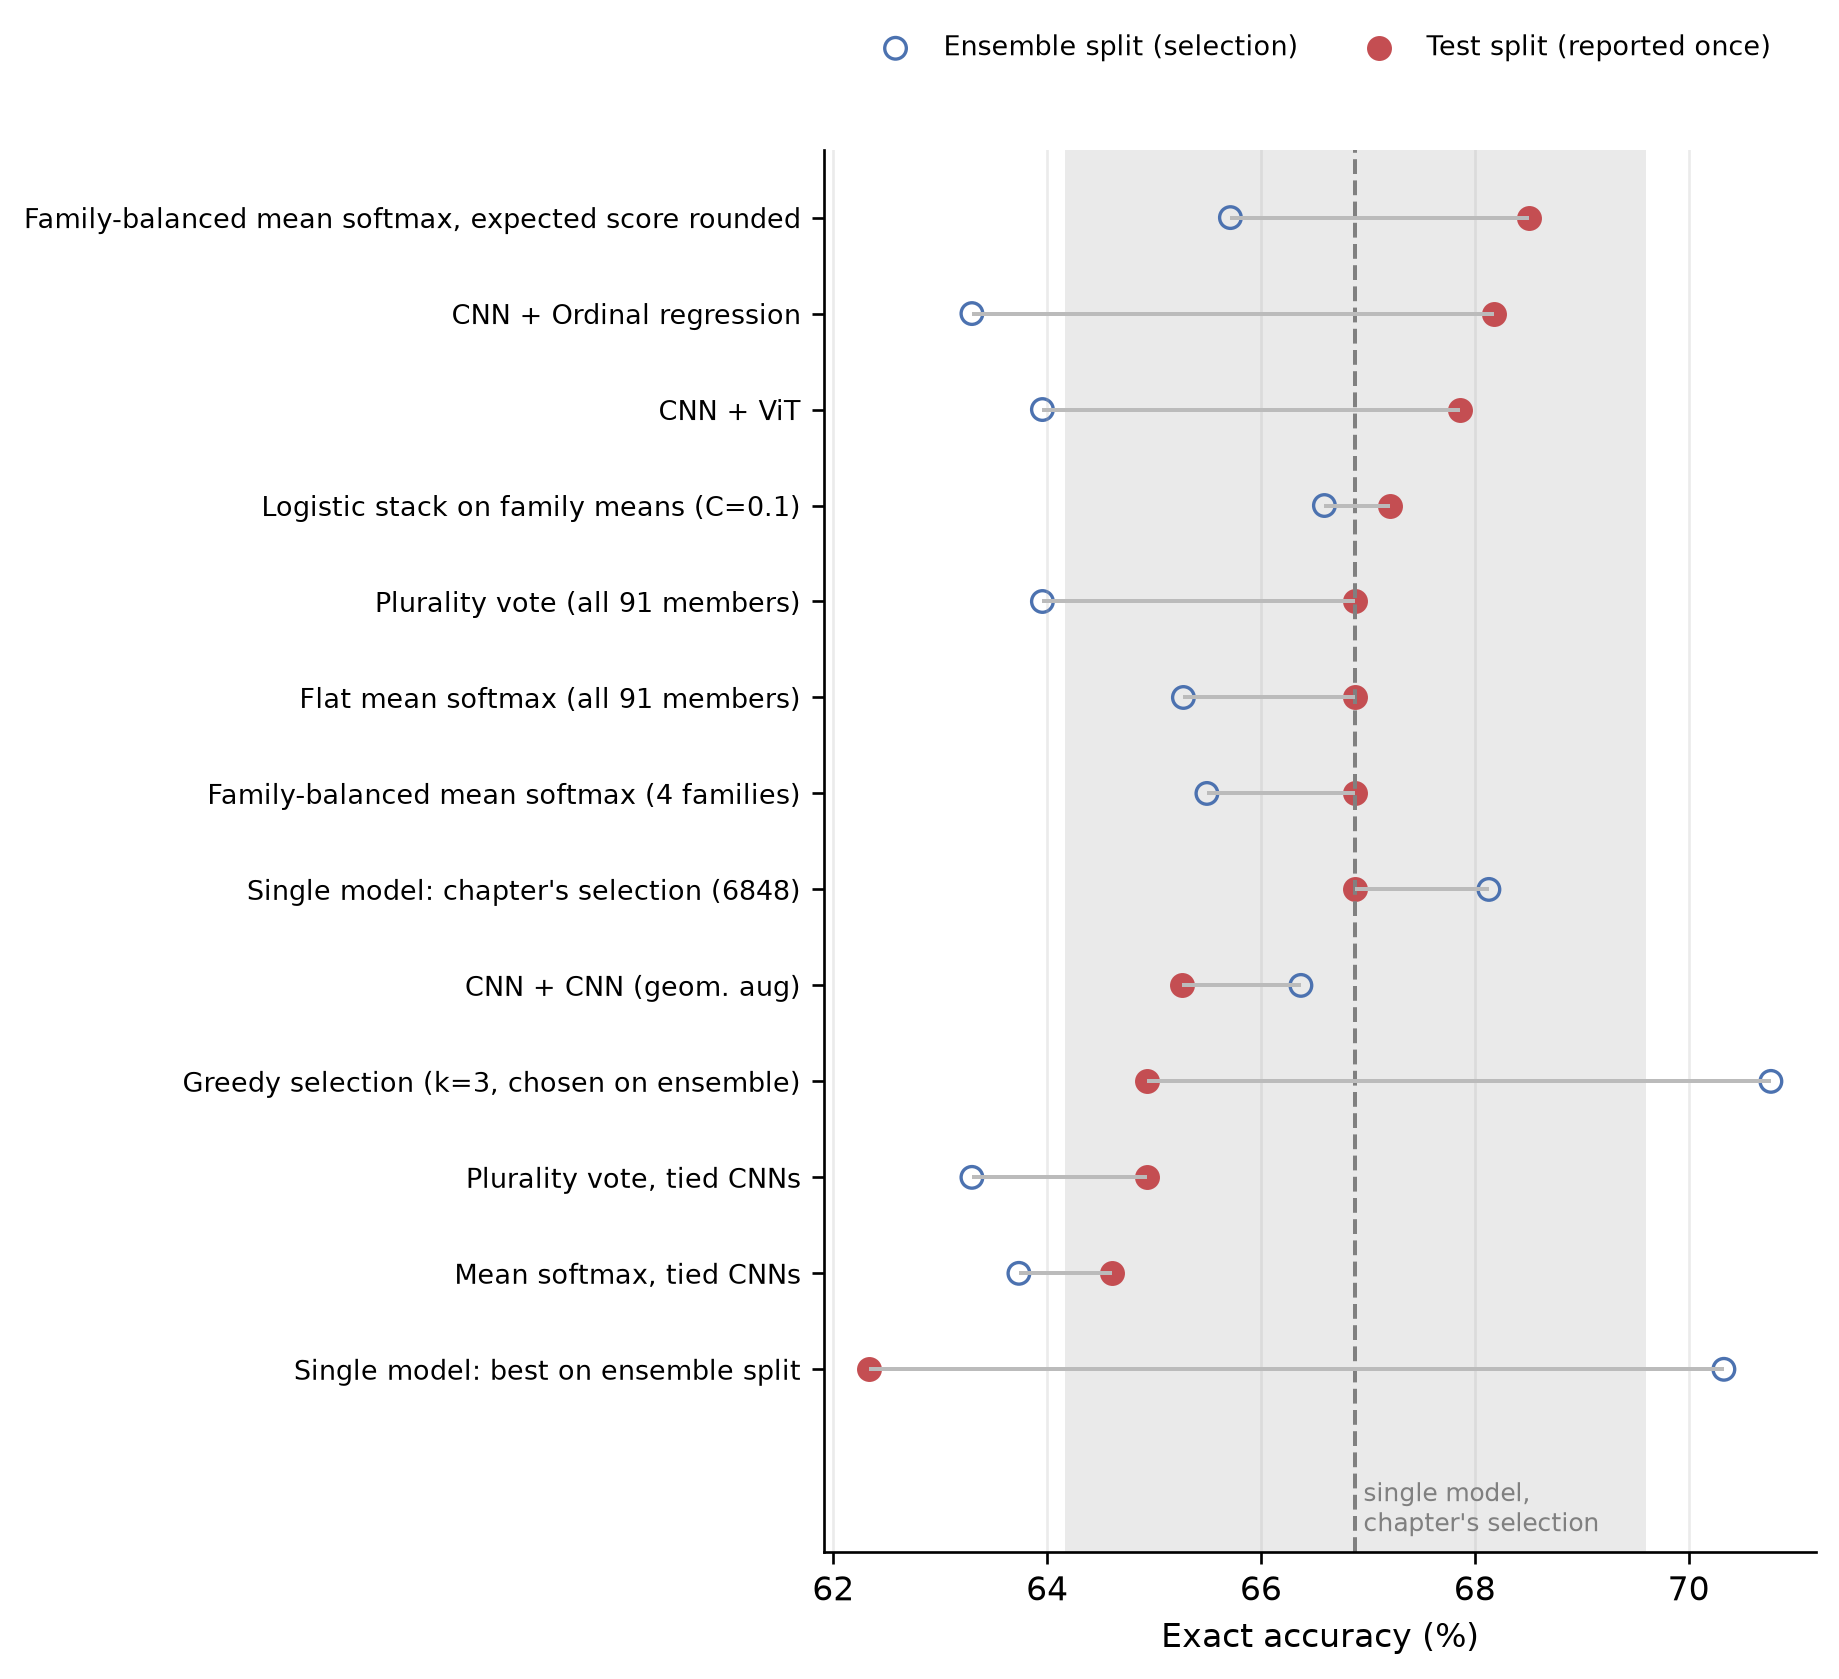 Ensemble split (selection)
Test split (reported once)
Family-balanced mean softmax, expected score rounded
CNN + Ordinal regression
CNN + ViT
Logistic stack on family means (C=0.1)
Plurality vote (all 91 members)
Flat mean softmax (all 91 members)
Family-balanced mean softmax (4 families)
Single model: chapter's selection (6848)
CNN + CNN (geom. aug)
Greedy selection (k=3, chosen on ensemble)
Plurality vote, tied CNNs
Mean softmax, tied CNNs
Single model: best on ensemble split
single model,
chapter's selection
62 64 66 68 70
Exact accuracy (%)